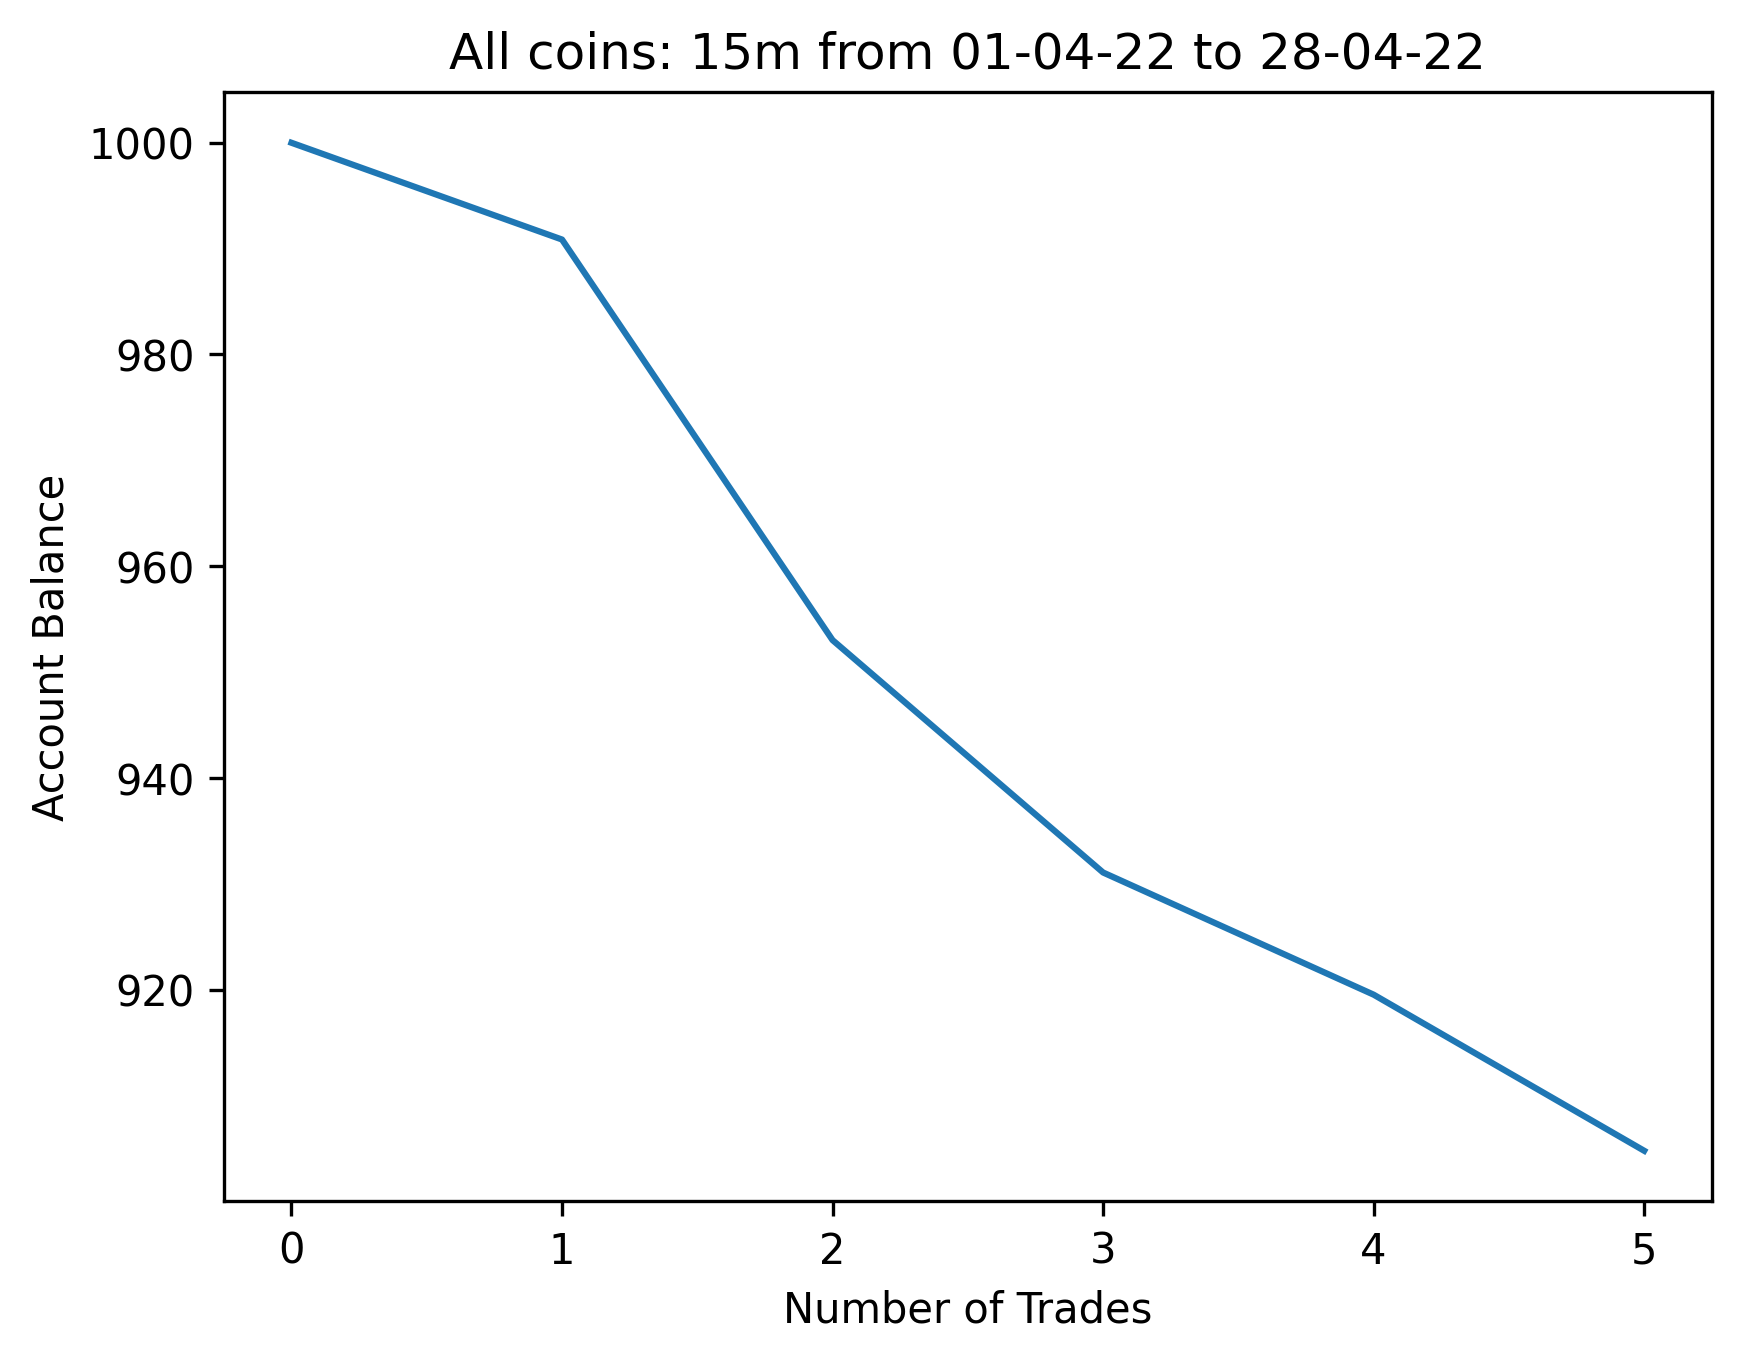 All coins: 15m from 01-04-22 to 28-04-22
1000
980
960
940
920
Account Balance
0 1 2 3 4 5
Number of Trades